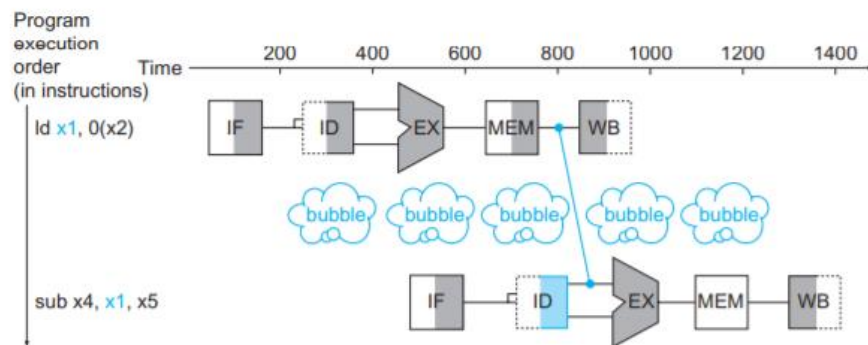 Program
execution
order
(in instructions)
Time
200 400 600 800 1000 1200 1400
ld x1, 0(x2)
IF ID EX MEM WB
bubble bubble bubble bubble bubble
sub x4, x1, x5
IF ID EX MEM WB